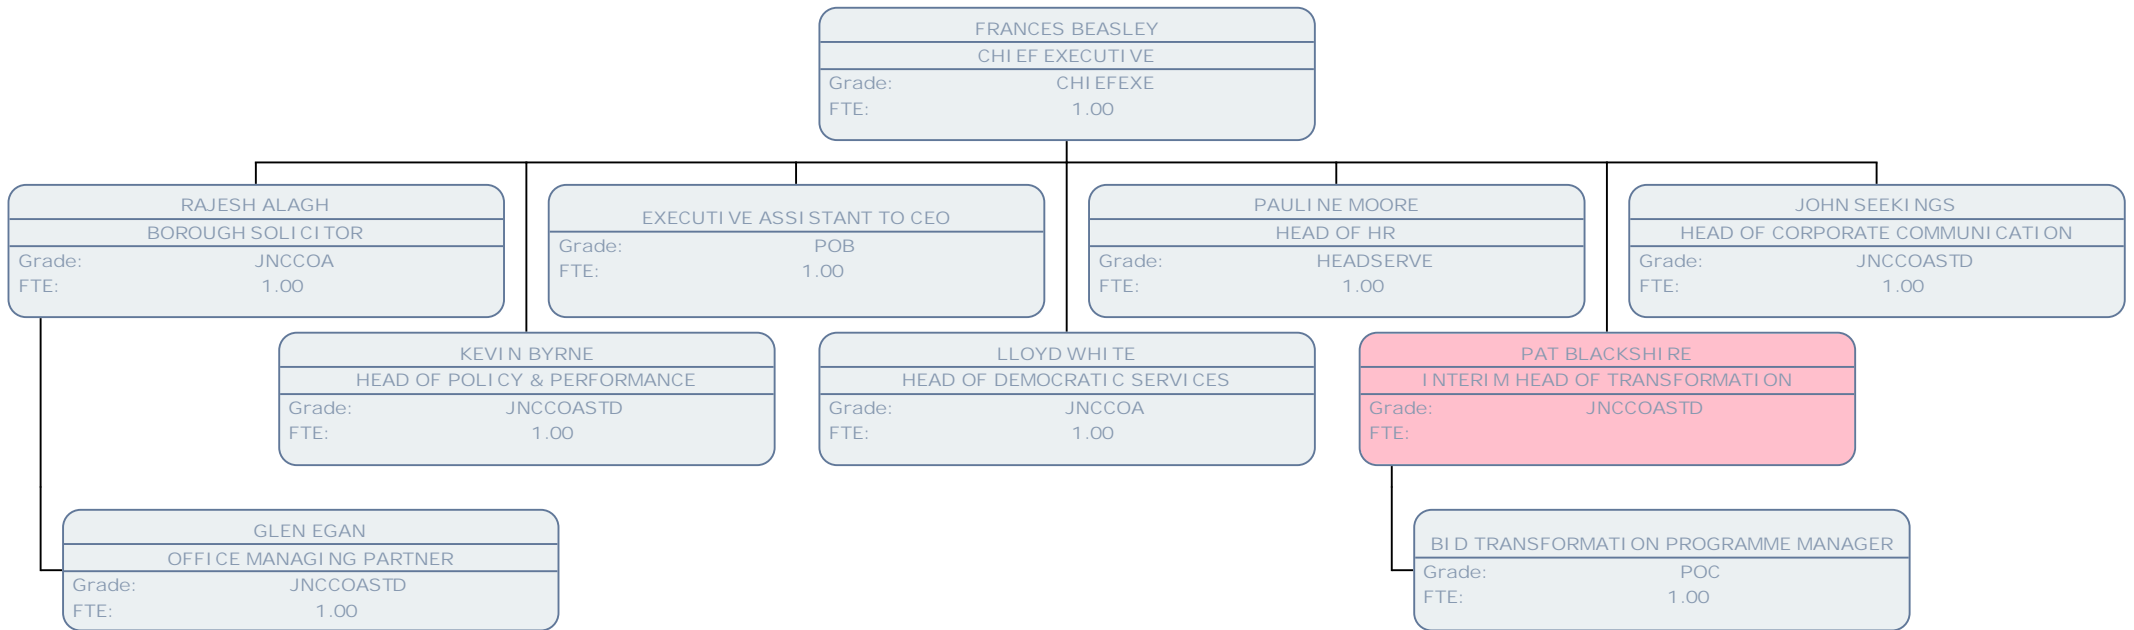 FRANCES BEASLEY
CHIEF EXECUTIVE
Grade: CHIEFEXE
FTE: 1.00
RAJESH ALAGH
BOROUGH SOLICITOR
Grade: JNCCOA
FTE: 1.00
EXECUTIVE ASSISTANT TO CEO
Grade: POB
FTE: 1.00
PAULINE MOORE
HEAD OF HR
Grade: HEADSERVE
FTE: 1.00
JOHN SEEKINGS
HEAD OF CORPORATE COMMUNICATION
Grade: JNCCOASTD
FTE: 1.00
KEVIN BYRNE
HEAD OF POLICY & PERFORMANCE
Grade: JNCCOASTD
FTE: 1.00
LLOYD WHITE
HEAD OF DEMOCRATIC SERVICES
Grade: JNCCOA
FTE: 1.00
PAT BLACKSHIRE
INTERIM HEAD OF TRANSFORMATION
Grade: JNCCOASTD
FTE:
GLEN EGAN
OFFICE MANAGING PARTNER
Grade: JNCCOASTD
FTE: 1.00
BID TRANSFORMATION PROGRAMME MANAGER
Grade: POC
FTE: 1.00